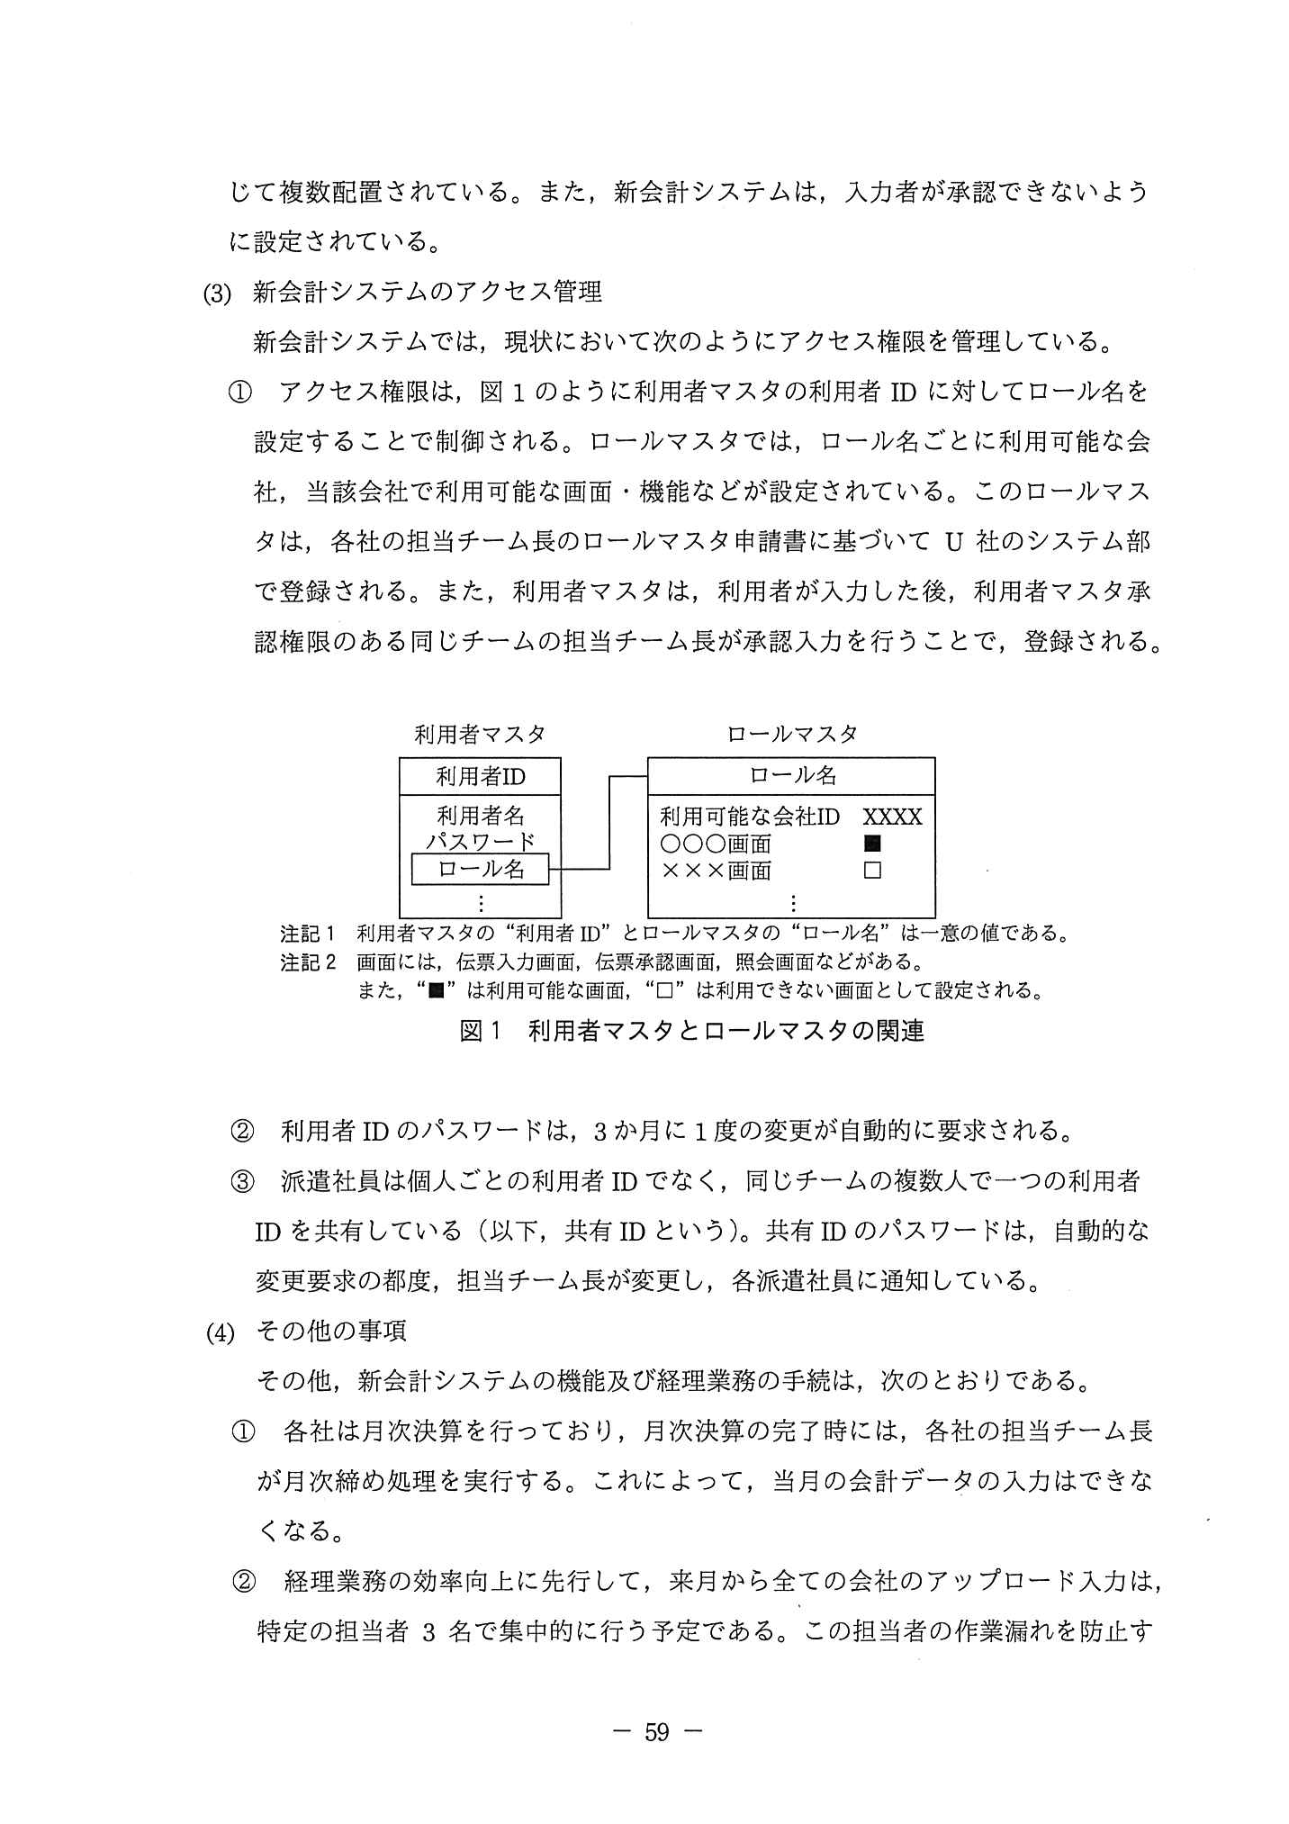 じて複数配置されている。また，新会計システムは，入力者が承認できないよう
に設定されている。
(3) 新会計システムのアクセス管理
新会計システムでは，現状において次のようにアクセス権限を管理している。
① アクセス権限は，図 1 のように利用者マスタの利用者 ID に対してロール名を
設定することで制御される。ロールマスタでは，ロール名ごとに利用可能な会
社，当該会社で利用可能な画面・機能などが設定されている。このロールマス
タは，各社の担当チーム長のロールマスタ申請書に基づいて U 社のシステム部
で登録される。また，利用者マスタは，利用者が入力した後，利用者マスタ承
認権限のある同じチームの担当チーム長が承認入力を行うことで，登録される。
利用者マスタ
利用者ID
利用者名
パスワード
ロール名
⋮
ロールマスタ
ロール名
利用可能な会社ID XXXX
○○○画面 ■
×××画面 □
⋮
注記 1 利用者マスタの“利用者 ID”とロールマスタの“ロール名”は一意の値である。
注記 2 画面には，伝票入力画面，伝票承認画面，照会画面などがある。
また，“■”は利用可能な画面，“□”は利用できない画面として設定される。
図 1 利用者マスタとロールマスタの関連
② 利用者 ID のパスワードは，3 か月に 1 度の変更が自動的に要求される。
③ 派遣社員は個人ごとの利用者 ID でなく，同じチームの複数人で一つの利用者
ID を共有している（以下，共有 ID という）。共有 ID のパスワードは，自動的な
変更要求の都度，担当チーム長が変更し，各派遣社員に通知している。
(4) その他の事項
その他，新会計システムの機能及び経理業務の手続は，次のとおりである。
① 各社は月次決算を行っており，月次決算の完了時には，各社の担当チーム長
が月次締め処理を実行する。これによって，当月の会計データの入力はできな
くなる。
② 経理業務の効率向上に先行して，来月から全ての会社のアップロード入力は，
特定の担当者 3 名で集中的に行う予定である。この担当者の作業漏れを防止す
－ 59 －